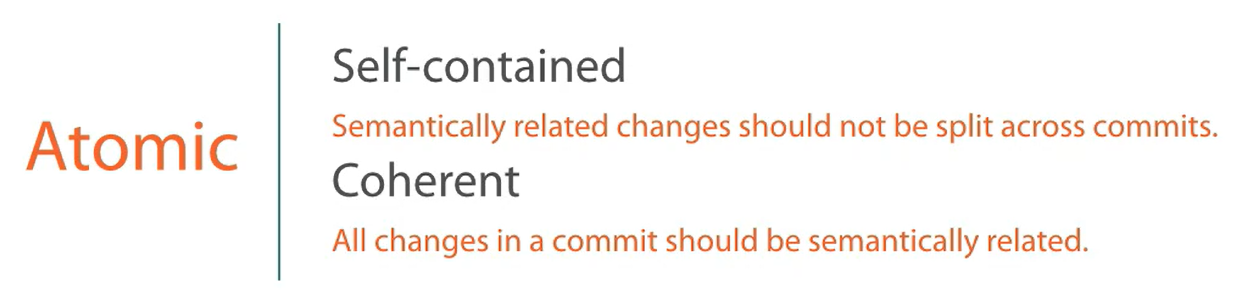 Atomic
Self-contained
Semantically related changes should not be split across commits.
Coherent
All changes in a commit should be semantically related.